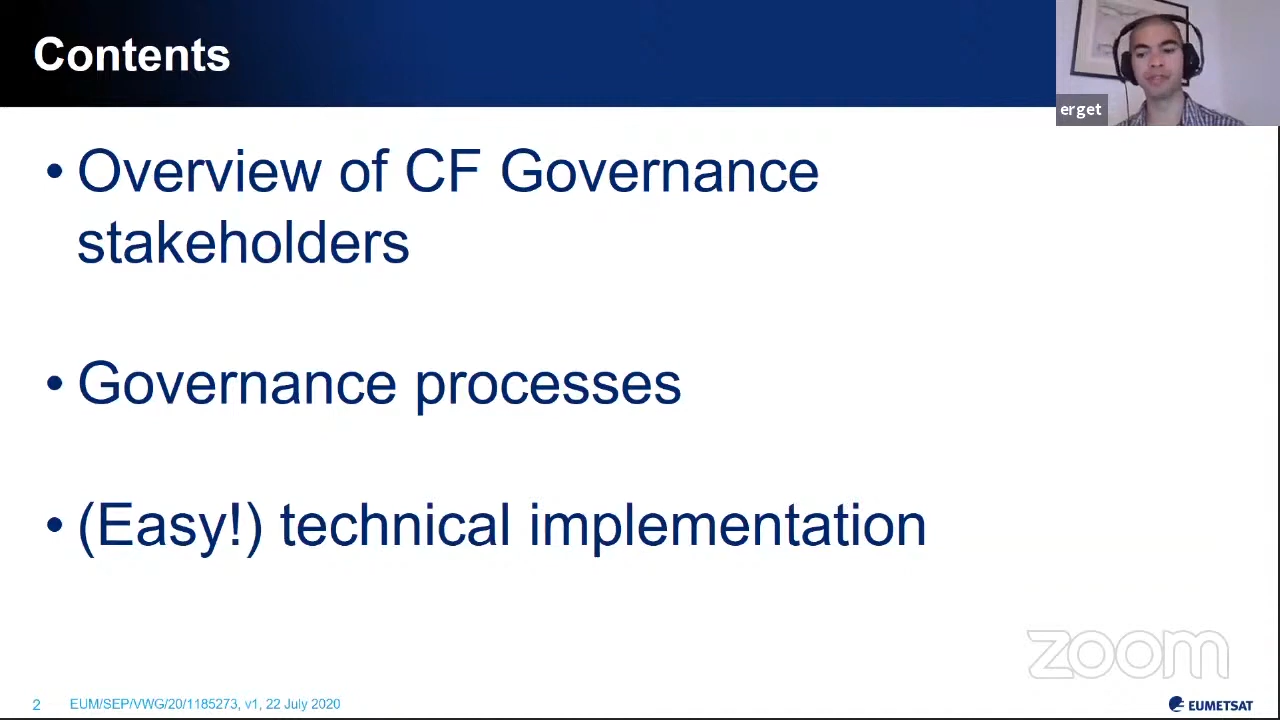 Contents
erget
• Overview of CF Governance
stakeholders
• Governance processes
• (Easy!) technical implementation
zoom
2 EUM/SEP/VWG/20/1185273, v1, 22 July 2020
EUMETSAT